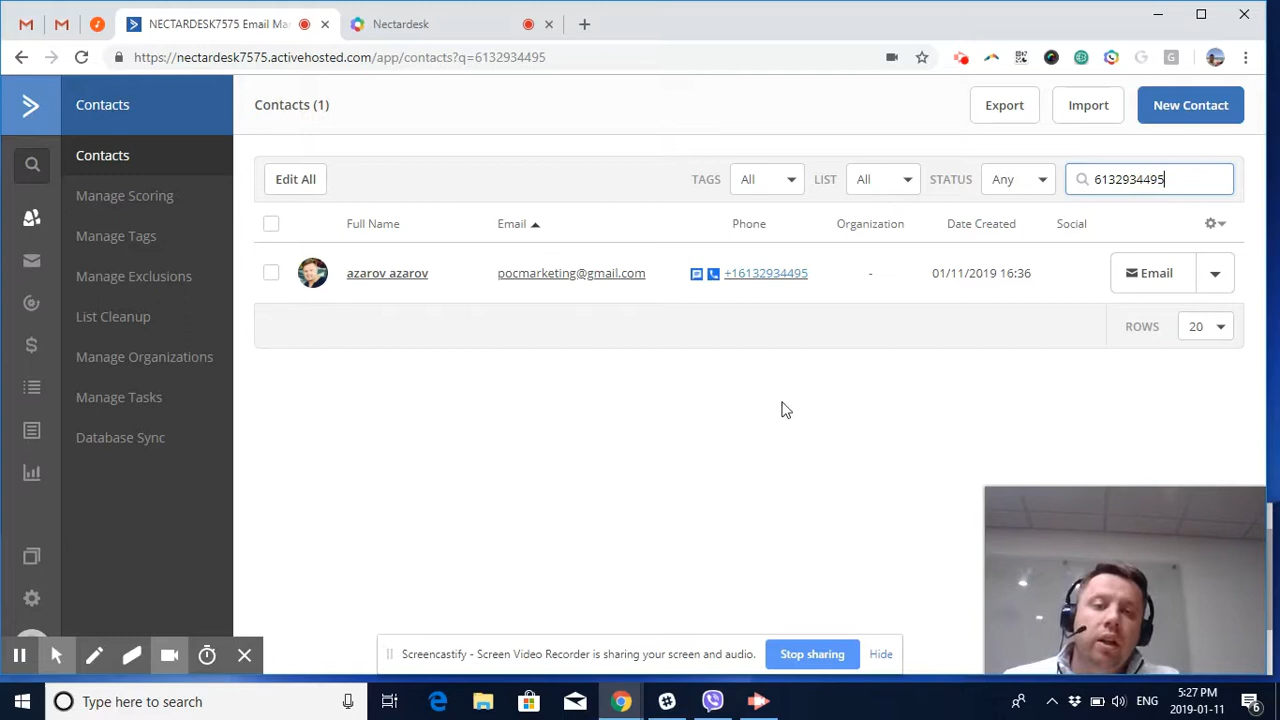 NECTARDESK7575 Email Ma
Nectardesk
https://nectardesk7575.activehosted.com/app/contacts?q=6132934495
Contacts
Contacts (1)
Export
Import
New Contact
Contacts
Manage Scoring
Manage Tags
Manage Exclusions
List Cleanup
Manage Organizations
Manage Tasks
Database Sync
Edit All
TAGS
All
LIST
All
STATUS
Any
6132934495
Full Name
Email
Phone
Organization
Date Created
Social
azarov azarov
pocmarketing@gmail.com
+16132934495
-
01/11/2019 16:36
Email
ROWS
20
Screencastify - Screen Video Recorder is sharing your screen and audio.
Stop sharing
Hide
Type here to search
ENG
5:27 PM
2019-01-11
6